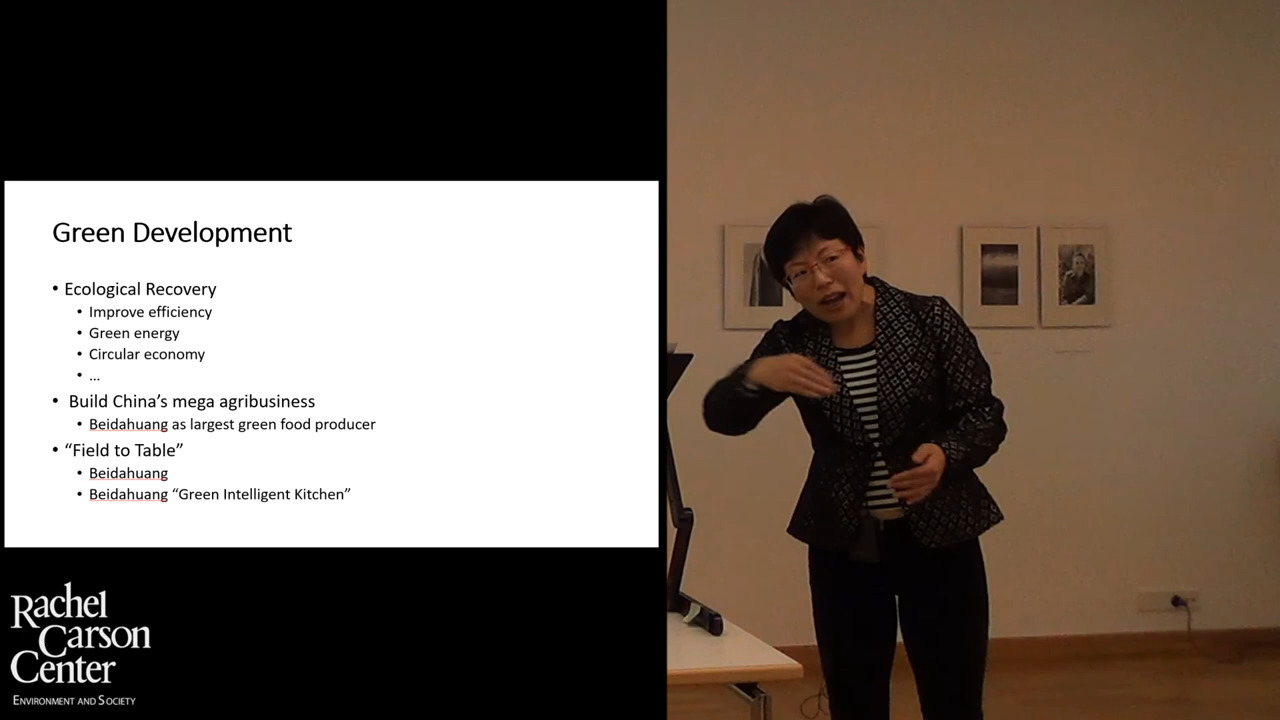 Green Development
• Ecological Recovery
• Improve efficiency
• Green energy
• Circular economy
• ...
• Build China's mega agribusiness
• Beidahuang as largest green food producer
• “Field to Table”
• Beidahuang
• Beidahuang “Green Intelligent Kitchen”
Rachel
Carson
Center
Environment and Society